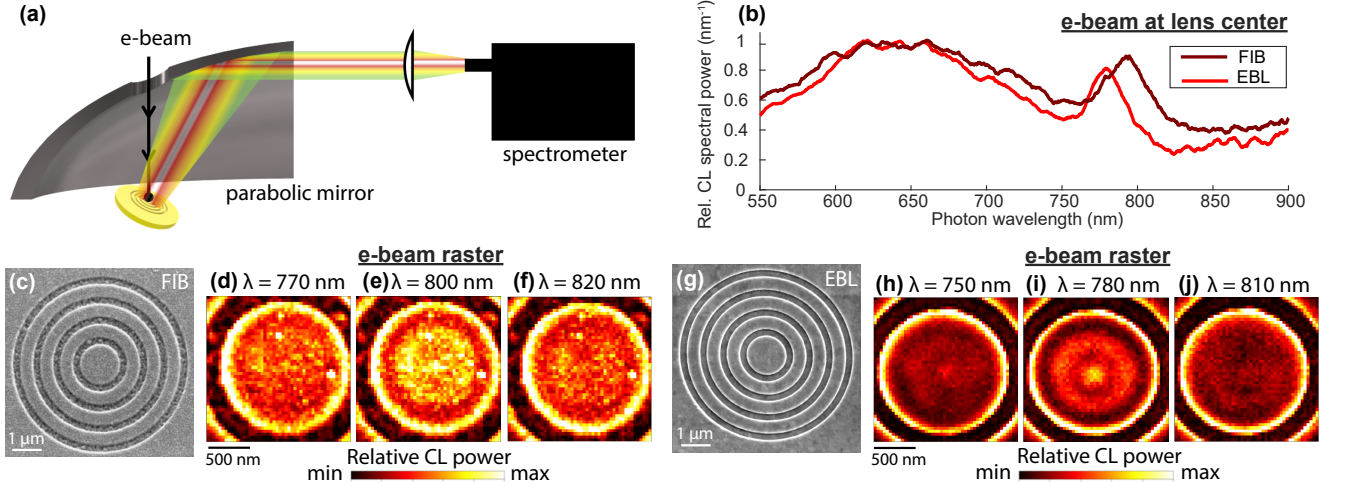 (a)
e-beam
parabolic mirror
spectrometer
(b)
e-beam at lens center
FIB
EBL
Rel. CL spectral power (nm⁻¹)
1
0.8
0.6
0.4
0.2
0
550 600 650 700 750 800 850 900
Photon wavelength (nm)
e-beam raster
(c) FIB
1 µm
(d) λ = 770 nm
(e) λ = 800 nm
(f) λ = 820 nm
500 nm
Relative CL power
min max
e-beam raster
(g) EBL
1 µm
(h) λ = 750 nm
(i) λ = 780 nm
(j) λ = 810 nm
500 nm
Relative CL power
min max